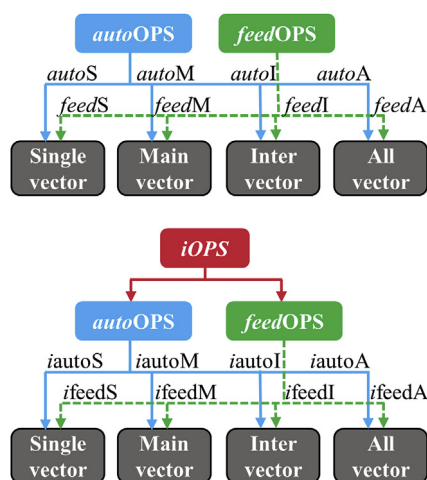 autoOPS feedOPS
autoS autoM autoI autoA
feedS feedM feedI feedA
Single Main Inter All
vector vector vector vector
iOPS
autoOPS feedOPS
iautoS iautoM iautoI iautoA
ifeedS ifeedM ifeedI ifeedA
Single Main Inter All
vector vector vector vector